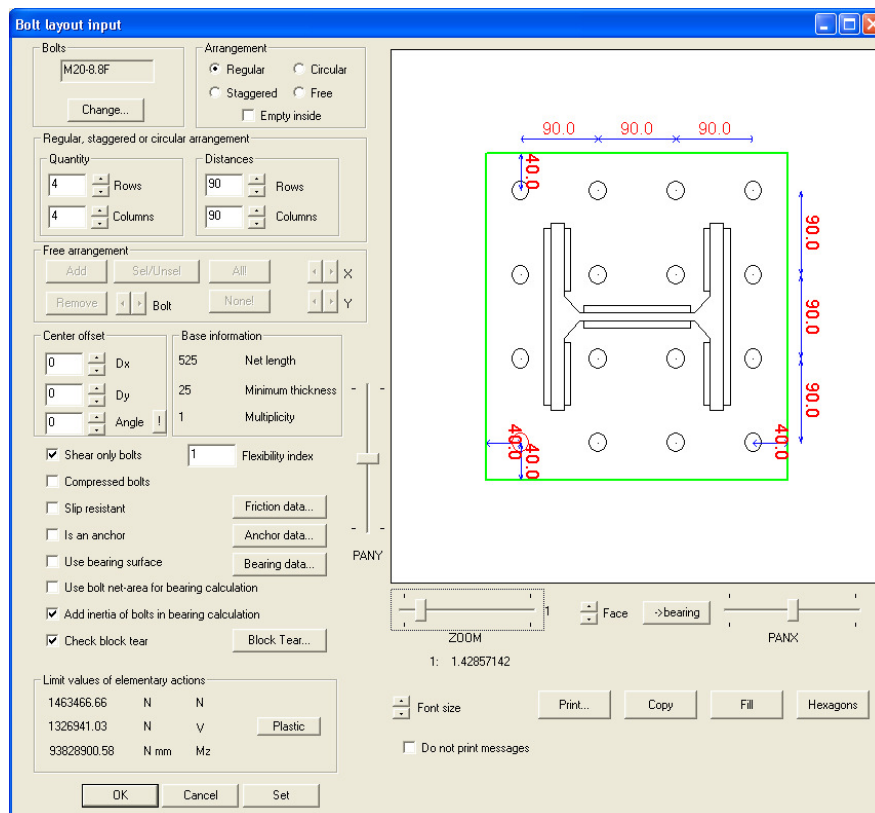 Bolt layout input
Bolts
M20-8.8F
Change...
Arrangement
Regular
Circular
Staggered
Free
Empty inside
Regular, staggered or circular arrangement
Quantity
4 Rows
4 Columns
Distances
90 Rows
90 Columns
Free arrangement
Add
Sel/Unsel
All!
X
Remove
Bolt
None!
Y
Center offset
0 Dx
0 Dy
0 Angle !
Base information
525 Net length
25 Minimum thickness
1 Multiplicity
Shear only bolts
1 Flexibility index
Compressed bolts
Slip resistant
Friction data...
Is an anchor
Anchor data...
Use bearing surface
Bearing data...
Use bolt net-area for bearing calculation
Add inertia of bolts in bearing calculation
Check block tear
Block Tear...
PANY
Limit values of elementary actions
1463466.66 N N
1326941.03 N V
93828900.58 N mm Mz
Plastic
OK
Cancel
Set
90.0 90.0 90.0
40.0
90.0
90.0
90.0
40.0
40.0
40.0
1
ZOOM
1: 1.42857142
Face
->bearing
PANX
Font size
Print...
Copy
Fill
Hexagons
Do not print messages